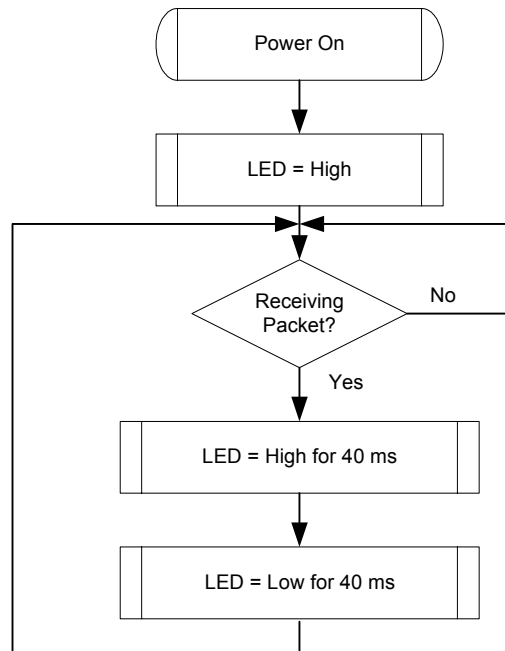 Power On
LED = High
Receiving
Packet?
No
Yes
LED = High for 40 ms
LED = Low for 40 ms